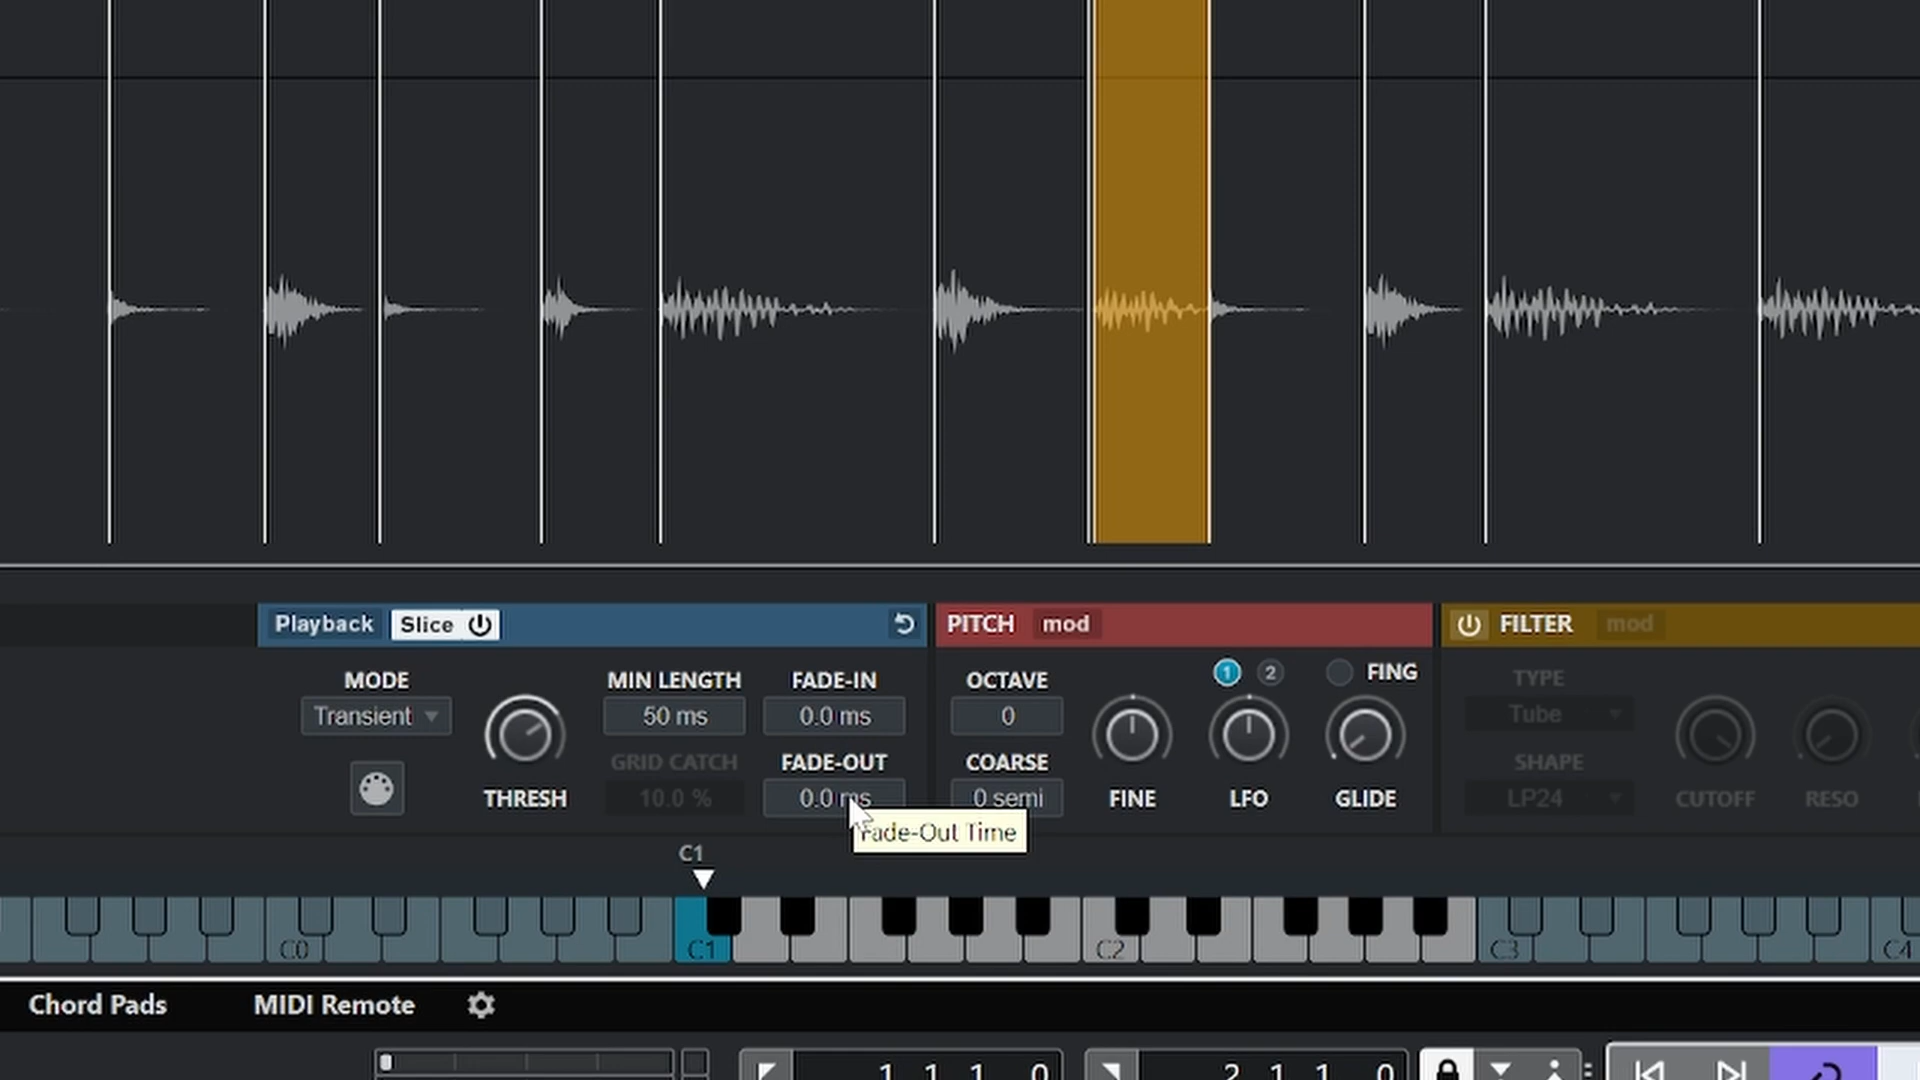 Playback Slice
PITCH mod
FILTER mod
MODE
Transient
THRESH
MIN LENGTH
50 ms
GRID CATCH
10.0 %
FADE-IN
0.0 ms
FADE-OUT
0.0 ms
Fade-Out Time
OCTAVE
0
COARSE
0 semi
FINE
1 2
LFO
FING
GLIDE
TYPE
Tube
SHAPE
LP24
CUTOFF
RESO
C1
C0 C1 C2 C3 C4
Chord Pads MIDI Remote
1 1 1 0
2 1 1 0